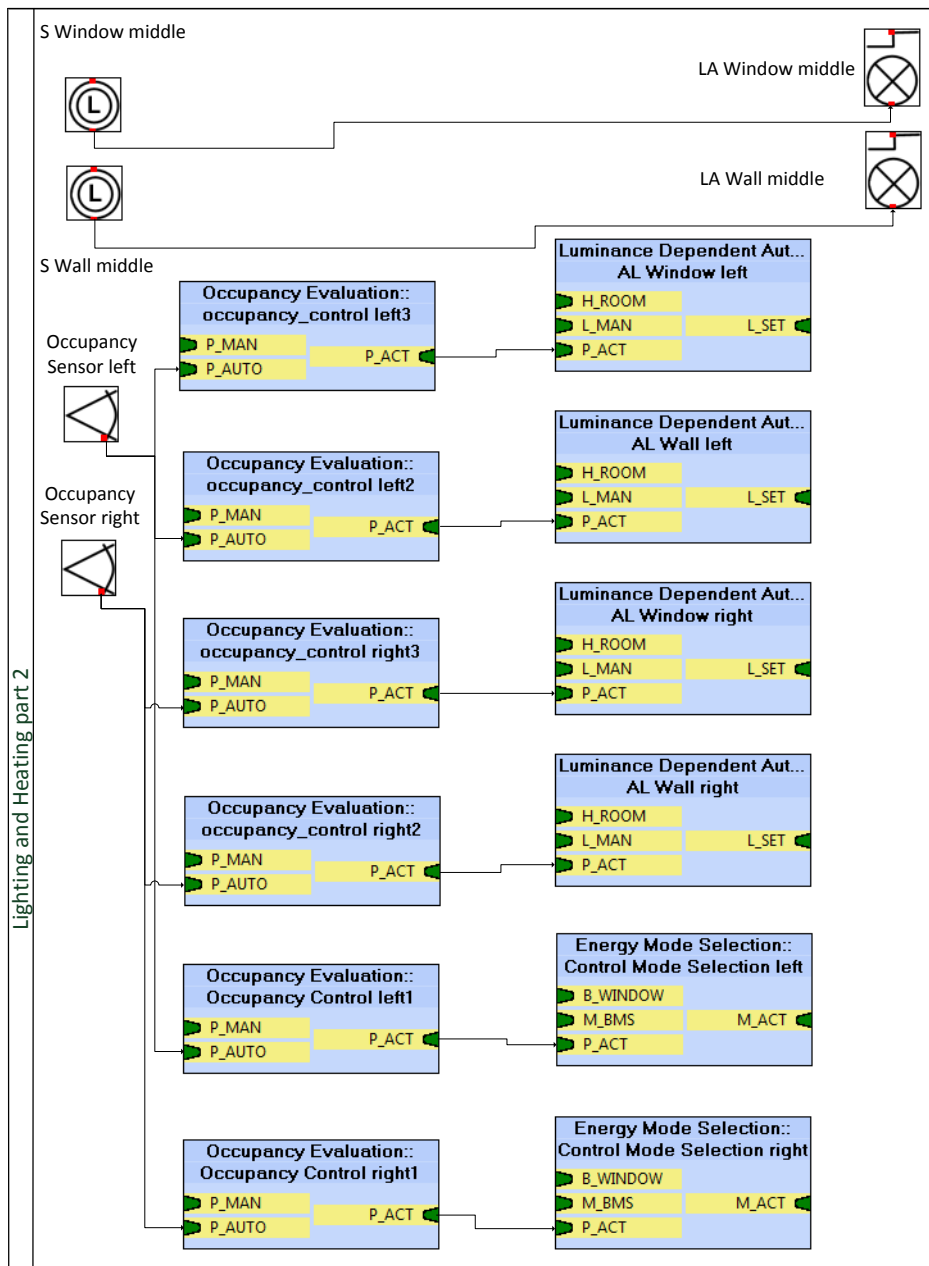 S Window middle
LA Window middle
L
LA Wall middle
L
S Wall middle
Luminance Dependent Aut...
AL Window left
H_ROOM
L_MAN
L_SET
P_ACT
Occupancy Evaluation::
occupancy_control left3
P_MAN
P_ACT
P_AUTO
Occupancy
Sensor left
Luminance Dependent Aut...
AL Wall left
H_ROOM
L_MAN
L_SET
P_ACT
Occupancy Evaluation::
occupancy_control left2
P_MAN
P_ACT
P_AUTO
Occupancy
Sensor right
Luminance Dependent Aut...
AL Window right
H_ROOM
L_MAN
L_SET
P_ACT
Occupancy Evaluation::
occupancy_control right3
P_MAN
P_ACT
P_AUTO
Lighting and Heating part 2
Luminance Dependent Aut...
AL Wall right
H_ROOM
L_MAN
L_SET
P_ACT
Occupancy Evaluation::
occupancy_control right2
P_MAN
P_ACT
P_AUTO
Energy Mode Selection::
Control Mode Selection left
B_WINDOW
M_BMS
M_ACT
P_ACT
Occupancy Evaluation::
Occupancy Control left1
P_MAN
P_ACT
P_AUTO
Energy Mode Selection::
Control Mode Selection right
B_WINDOW
M_BMS
M_ACT
P_ACT
Occupancy Evaluation::
Occupancy Control right1
P_MAN
P_ACT
P_AUTO